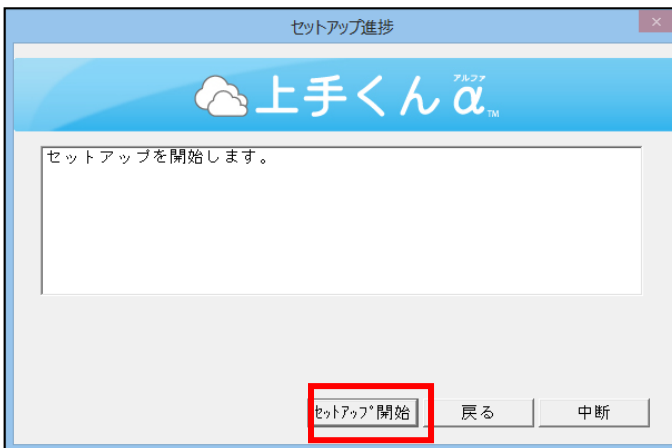 セットアップ進捗
アルファ
上手くんα™
セットアップを開始します。
ｾｯﾄｱｯﾌﾟ開始
戻る
中断